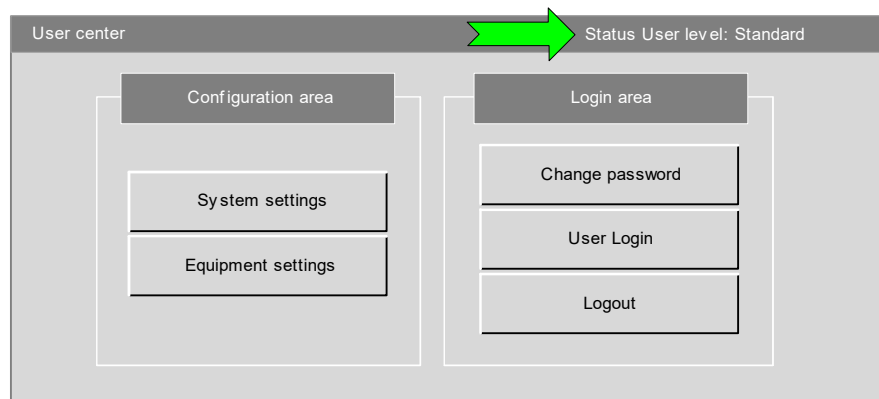 User center
Status User level: Standard
Configuration area
Login area
System settings
Equipment settings
Change password
User Login
Logout